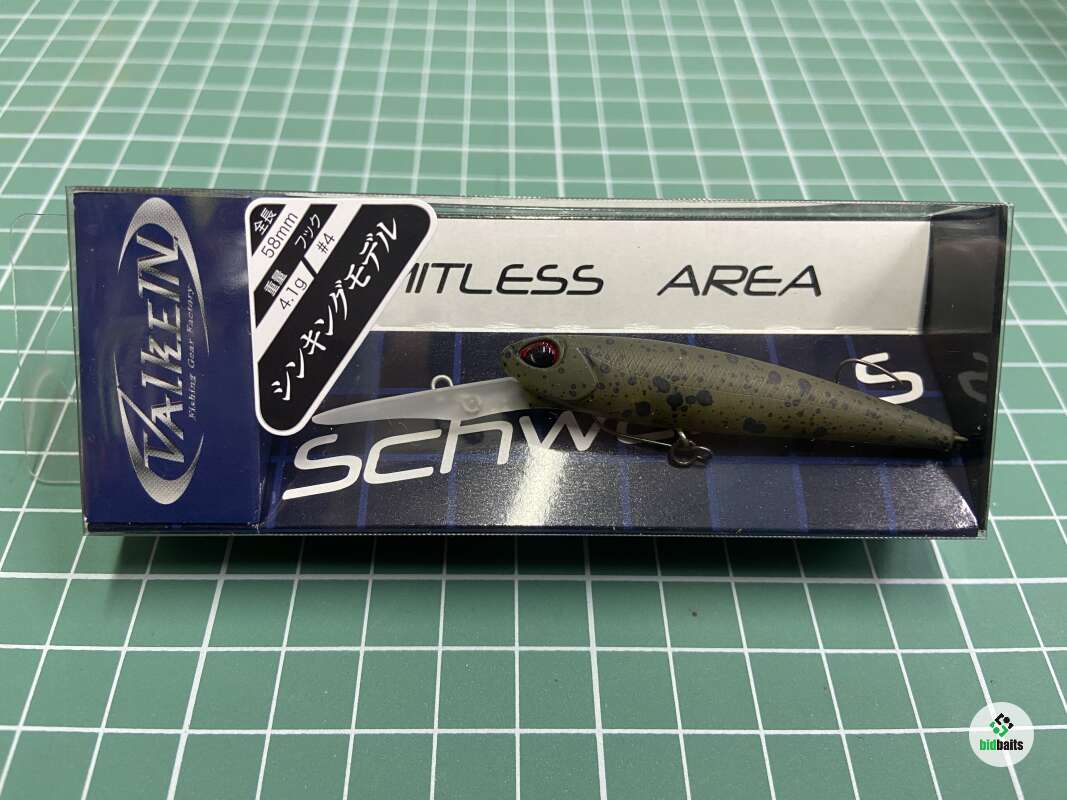 VALKEIN
Fishing Gear Factory
全長
58mm
重量
4.1g
フック
#4
シンキングモデル
MITLESS AREA
Schw
S
bidbaits